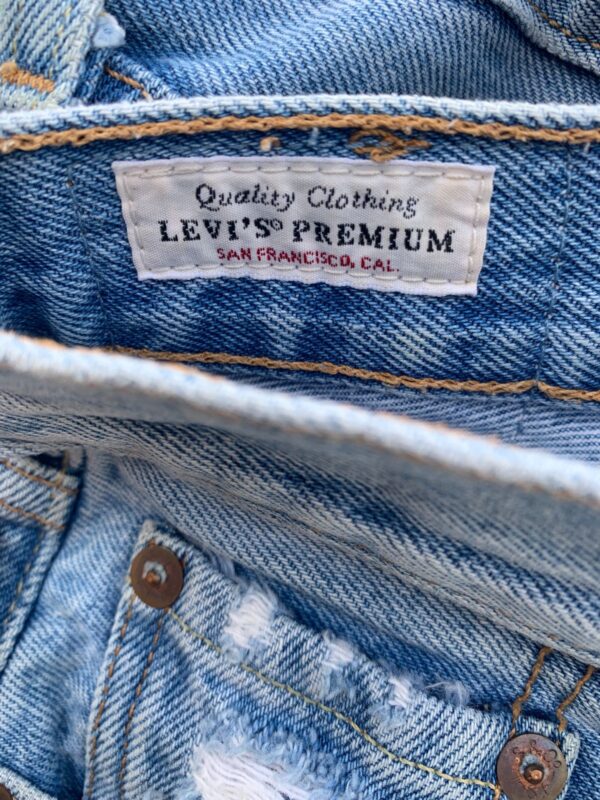 Quality Clothing
LEVI'S® PREMIUM
SAN FRANCISCO, CAL.